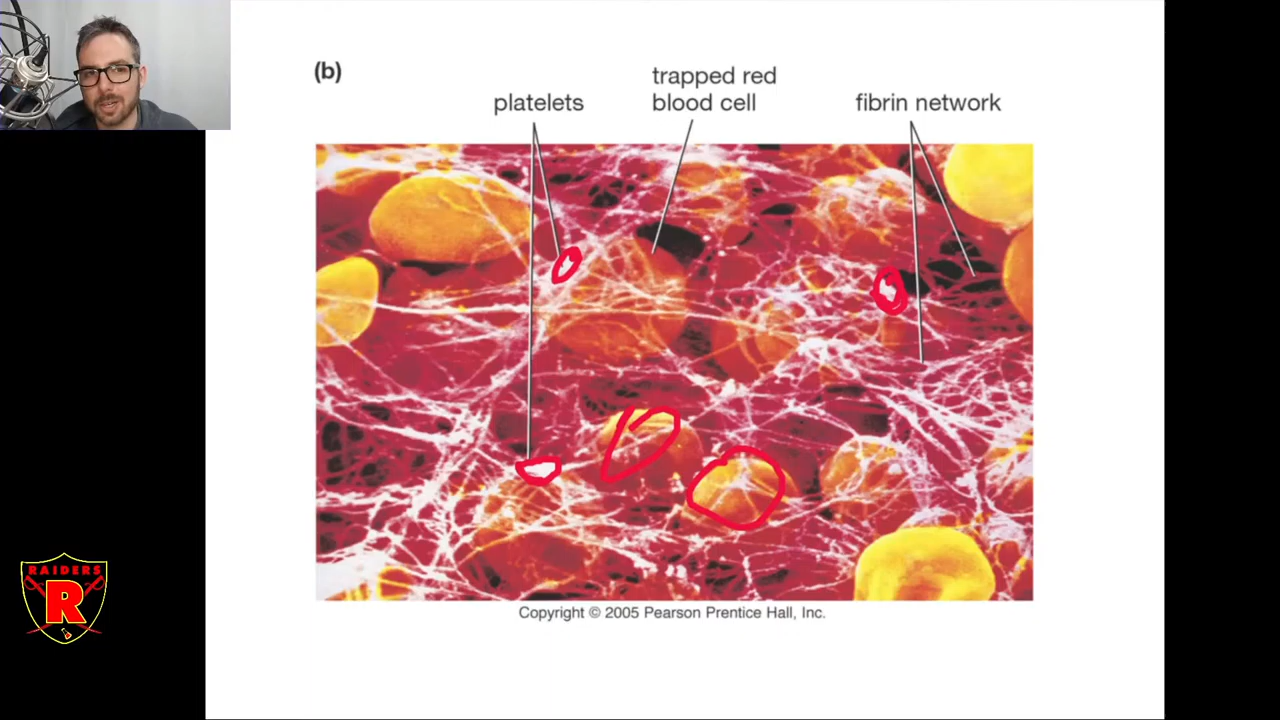 (b)
platelets
trapped red
blood cell
fibrin network
RAIDERS
R
Copyright © 2005 Pearson Prentice Hall, Inc.